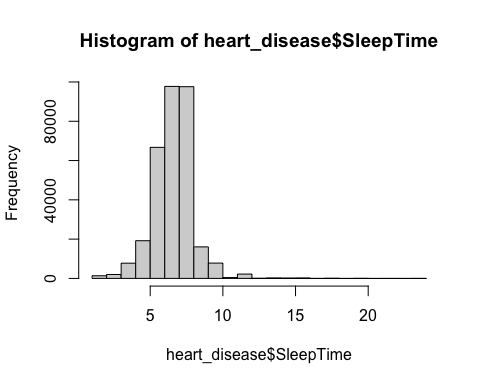 Histogram of heart_disease$SleepTime
Frequency
80000
40000
0
5 10 15 20
heart_disease$SleepTime